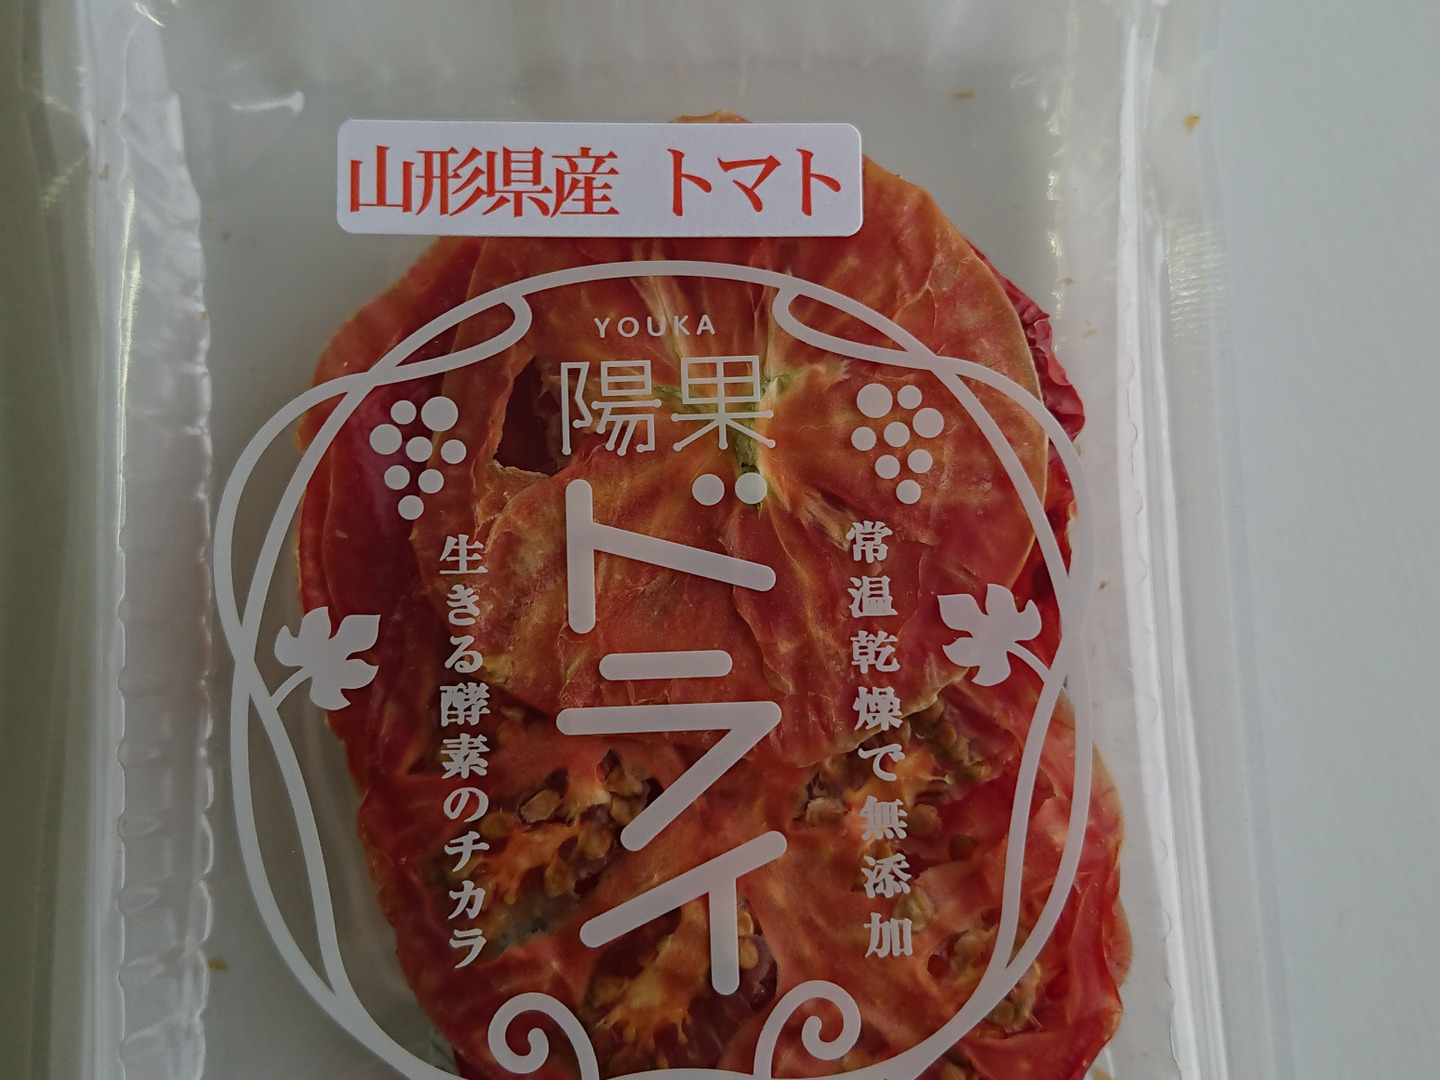 山形県産 トマト
YOUKA
陽果
ドライ
常温乾燥で無添加
生きる酵素のチカラ